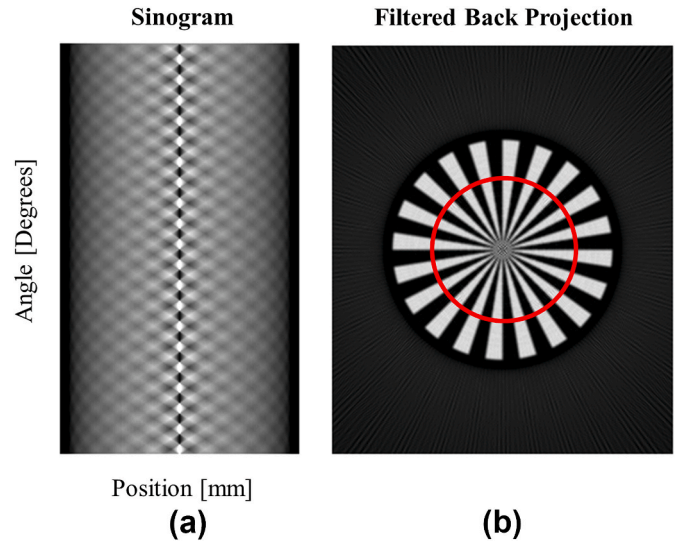 Sinogram
Filtered Back Projection
Angle [Degrees]
Position [mm]
(a)
(b)